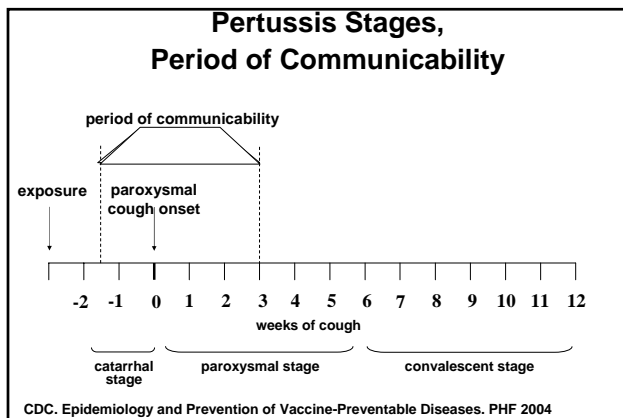 Pertussis Stages,
Period of Communicability
period of communicability
exposure
paroxysmal
cough onset
-2 -1 0 1 2 3 4 5 6 7 8 9 10 11 12
weeks of cough
catarrhal
stage
paroxysmal stage
convalescent stage
CDC. Epidemiology and Prevention of Vaccine-Preventable Diseases. PHF 2004